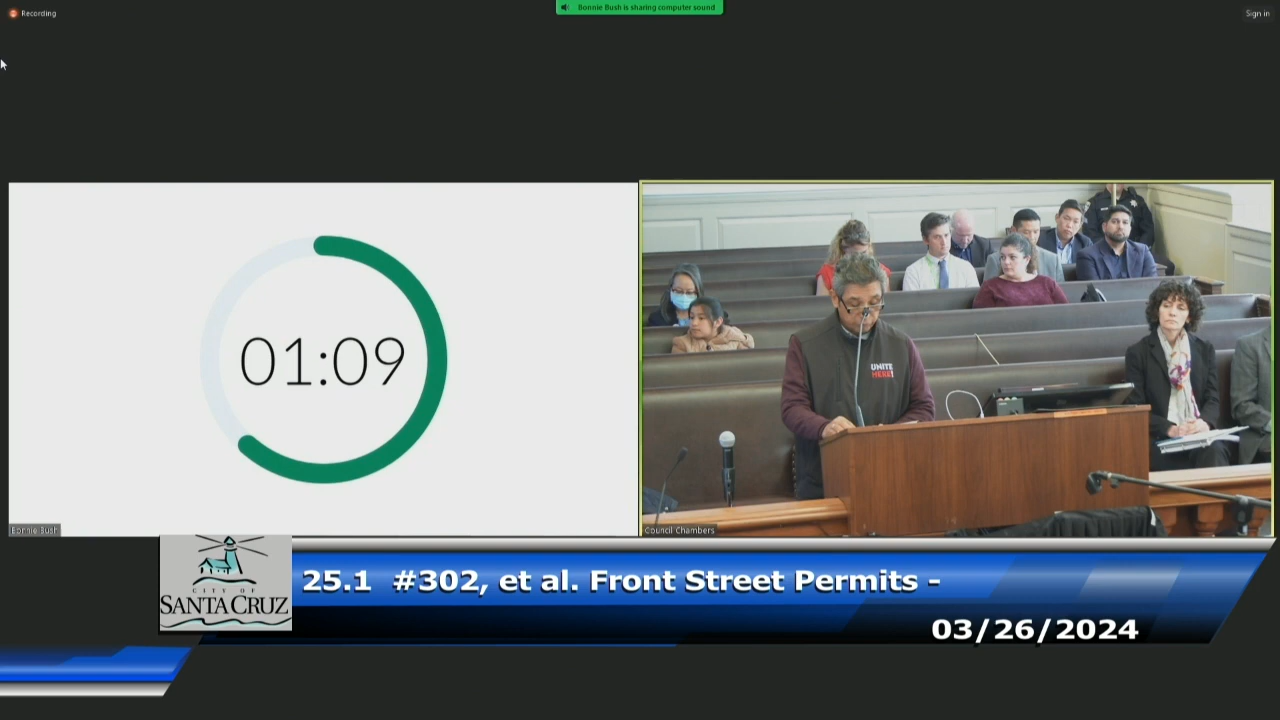 Recording
Bonnie Bush is sharing computer sound
Sign in
01:09
UNITE
HERE!
Bonnie Bush
Council Chambers
CITY OF
SANTA CRUZ
25.1 #302, et al. Front Street Permits -
03/26/2024